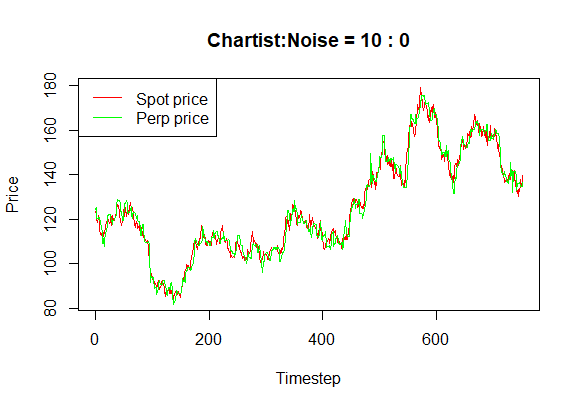 Chartist:Noise = 10 : 0
Spot price
Perp price
Price
180
160
140
120
100
80
0 200 400 600
Timestep